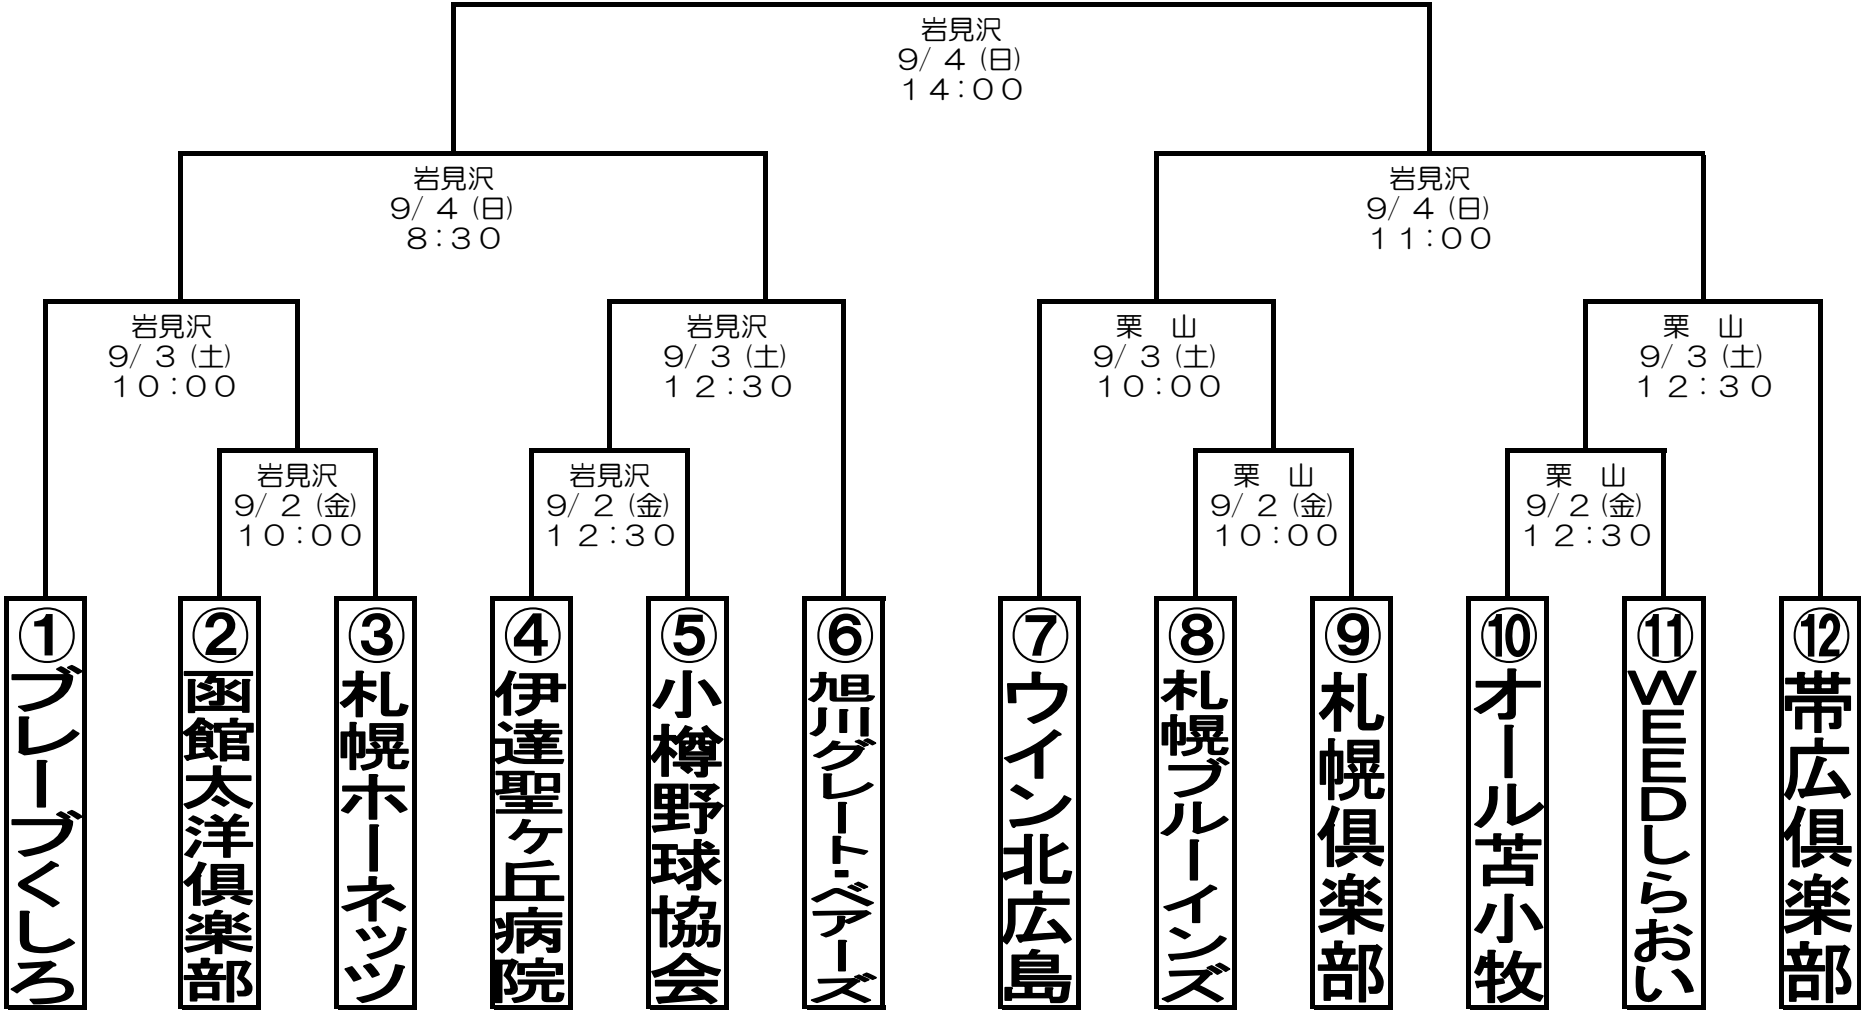 岩見沢
9/ 4 (日)
14:00
岩見沢
9/ 4 (日)
8:30
岩見沢
9/ 4 (日)
11:00
岩見沢
9/ 3 (土)
10:00
岩見沢
9/ 3 (土)
12:30
栗 山
9/ 3 (土)
10:00
栗 山
9/ 3 (土)
12:30
岩見沢
9/ 2 (金)
10:00
岩見沢
9/ 2 (金)
12:30
栗 山
9/ 2 (金)
10:00
栗 山
9/ 2 (金)
12:30
①ブレーブくしろ
②函館太洋倶楽部
③札幌ホーネッツ
④伊達聖ヶ丘病院
⑤小樽野球協会
⑥旭川グレート・ベアーズ
⑦ウイン北広島
⑧札幌ブルーインズ
⑨札幌倶楽部
⑩オール苫小牧
⑪WEEDしらおい
⑫帯広倶楽部